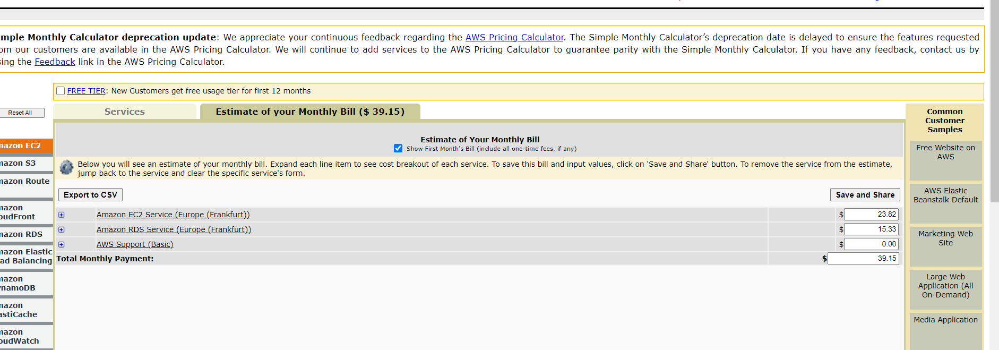 mple Monthly Calculator deprecation update: We appreciate your continuous feedback regarding the AWS Pricing Calculator. The Simple Monthly Calculator’s deprecation date is delayed to ensure the features requested
om our customers are available in the AWS Pricing Calculator. We will continue to add services to the AWS Pricing Calculator to guarantee parity with the Simple Monthly Calculator. If you have any feedback, contact us by
ing the Feedback link in the AWS Pricing Calculator.
FREE TIER: New Customers get free usage tier for first 12 months
Reset All
Services
Estimate of your Monthly Bill ($ 39.15)
Estimate of Your Monthly Bill
Show First Month's Bill (include all one-time fees, if any)
Below you will see an estimate of your monthly bill. Expand each line item to see cost breakout of each service. To save this bill and input values, click on 'Save and Share' button. To remove the service from the estimate,
jump back to the service and clear the specific service's form.
Export to CSV
Save and Share
Amazon EC2 Service (Europe (Frankfurt)) $ 23.82
Amazon RDS Service (Europe (Frankfurt)) $ 15.33
AWS Support (Basic) $ 0.00
Total Monthly Payment: $ 39.15
mazon EC2
mazon S3
mazon Route
mazon
oudFront
mazon RDS
mazon Elastic
ad Balancing
mazon
ynamoDB
mazon
astiCache
mazon
oudWatch
Common
Customer
Samples
Free Website on
AWS
AWS Elastic
Beanstalk Default
Marketing Web
Site
Large Web
Application (All
On-Demand)
Media Application